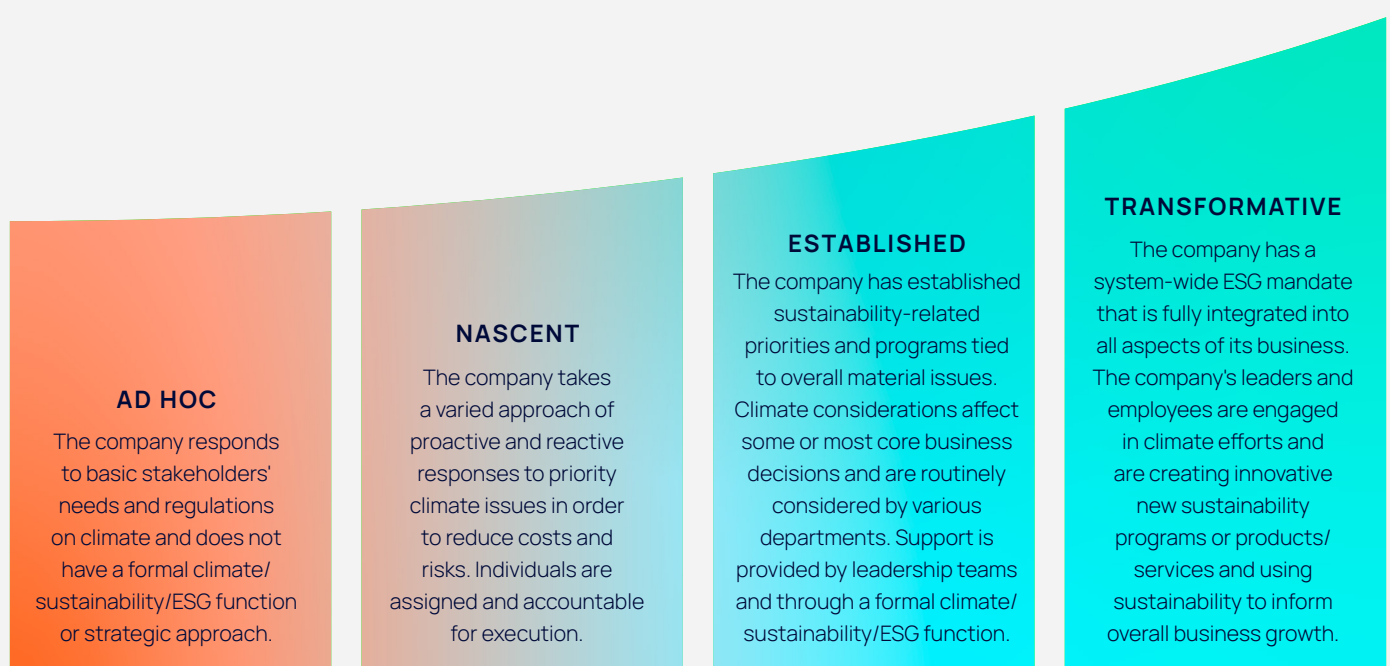 AD HOC
The company responds
to basic stakeholders'
needs and regulations
on climate and does not
have a formal climate/
sustainability/ESG function
or strategic approach.
NASCENT
The company takes
a varied approach of
proactive and reactive
responses to priority
climate issues in order
to reduce costs and
risks. Individuals are
assigned and accountable
for execution.
ESTABLISHED
The company has established
sustainability-related
priorities and programs tied
to overall material issues.
Climate considerations affect
some or most core business
decisions and are routinely
considered by various
departments. Support is
provided by leadership teams
and through a formal climate/
sustainability/ESG function.
TRANSFORMATIVE
The company has a
system-wide ESG mandate
that is fully integrated into
all aspects of its business.
The company's leaders and
employees are engaged
in climate efforts and
are creating innovative
new sustainability
programs or products/
services and using
sustainability to inform
overall business growth.